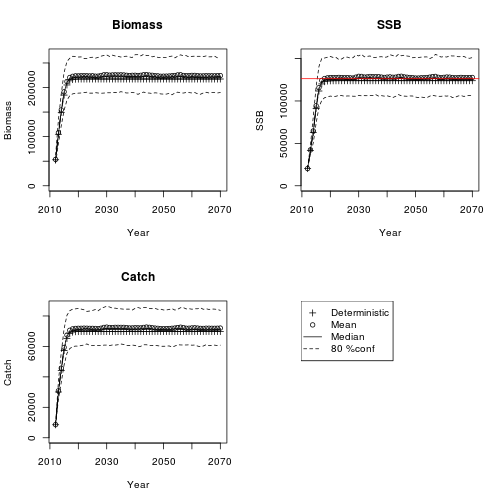 Biomass
Biomass
0
100000
200000
2010
2030
2050
2070
Year
SSB
SSB
0
50000
100000
2010
2030
2050
2070
Year
Catch
Catch
0
20000
60000
2010
2030
2050
2070
Year
Deterministic
Mean
Median
80 %conf